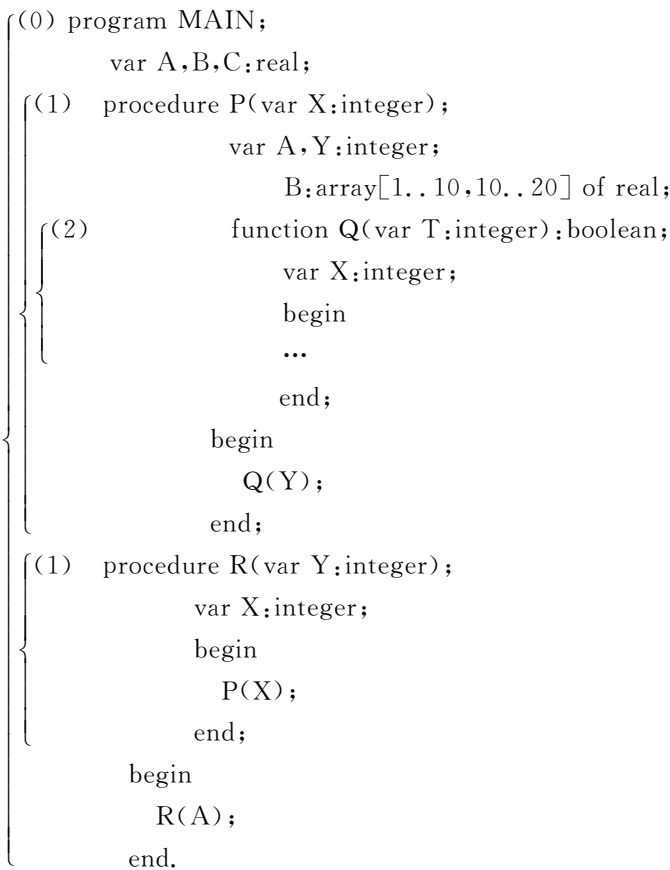 (0) program MAIN;
var A,B,C:real;
(1) procedure P(var X:integer);
var A,Y:integer;
B:array[1..10,10..20] of real;
(2) function Q(var T:integer):boolean;
var X:integer;
begin
…
end;
begin
Q(Y);
end;
(1) procedure R(var Y:integer);
var X:integer;
begin
P(X);
end;
begin
R(A);
end.